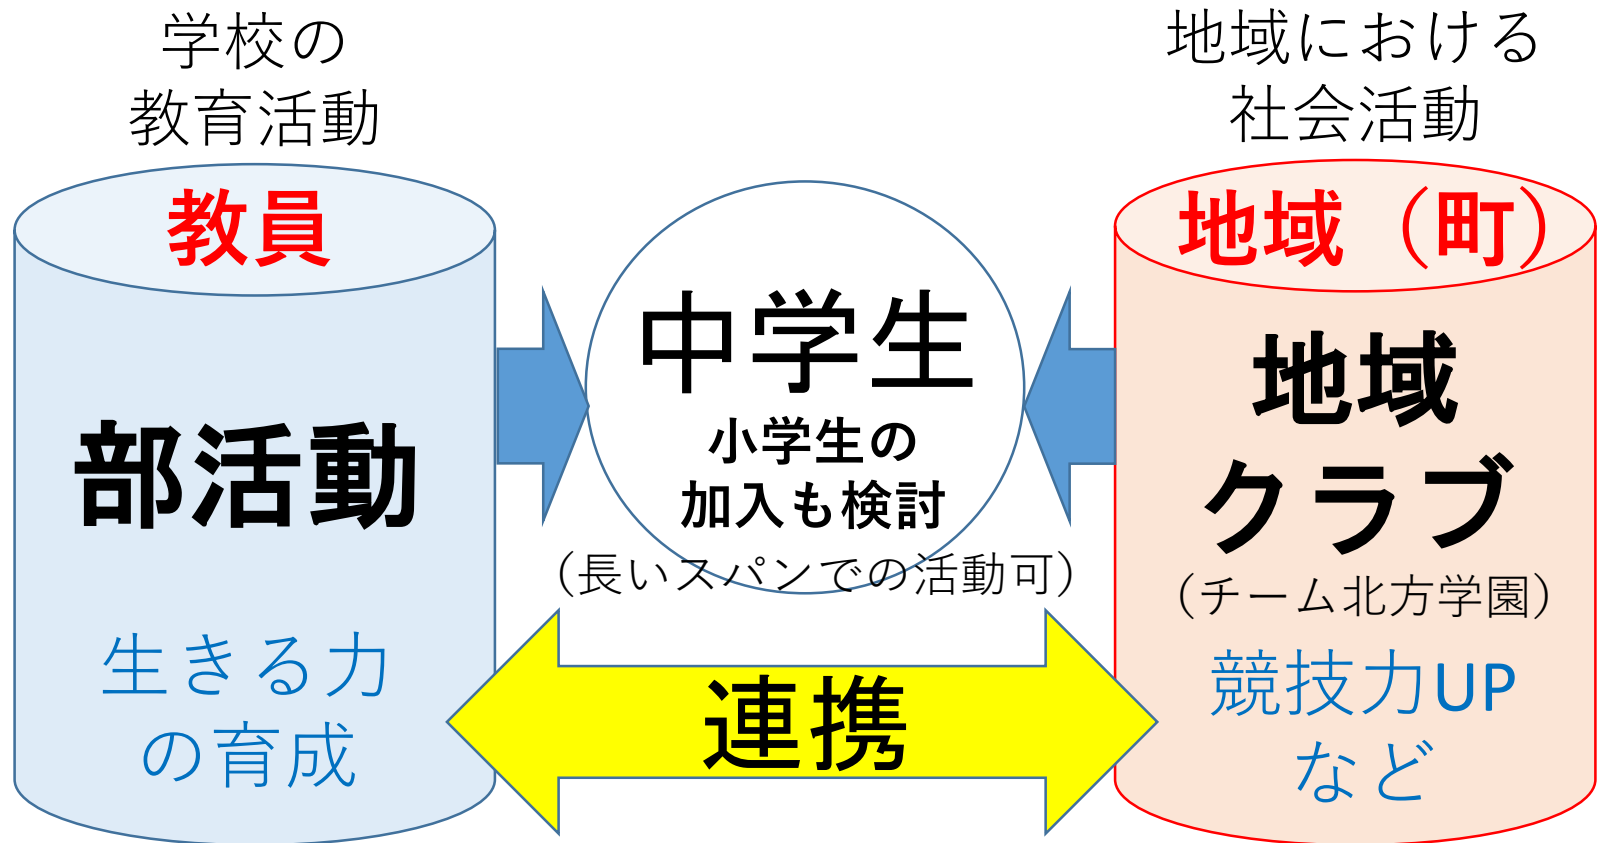 学校の
教育活動
教員
部活動
生きる力
の育成
中学生
小学生の
加入も検討
（長いスパンでの活動可）
連携
地域における
社会活動
地域（町）
地域
クラブ
（チーム北方学園）
競技力UP
など